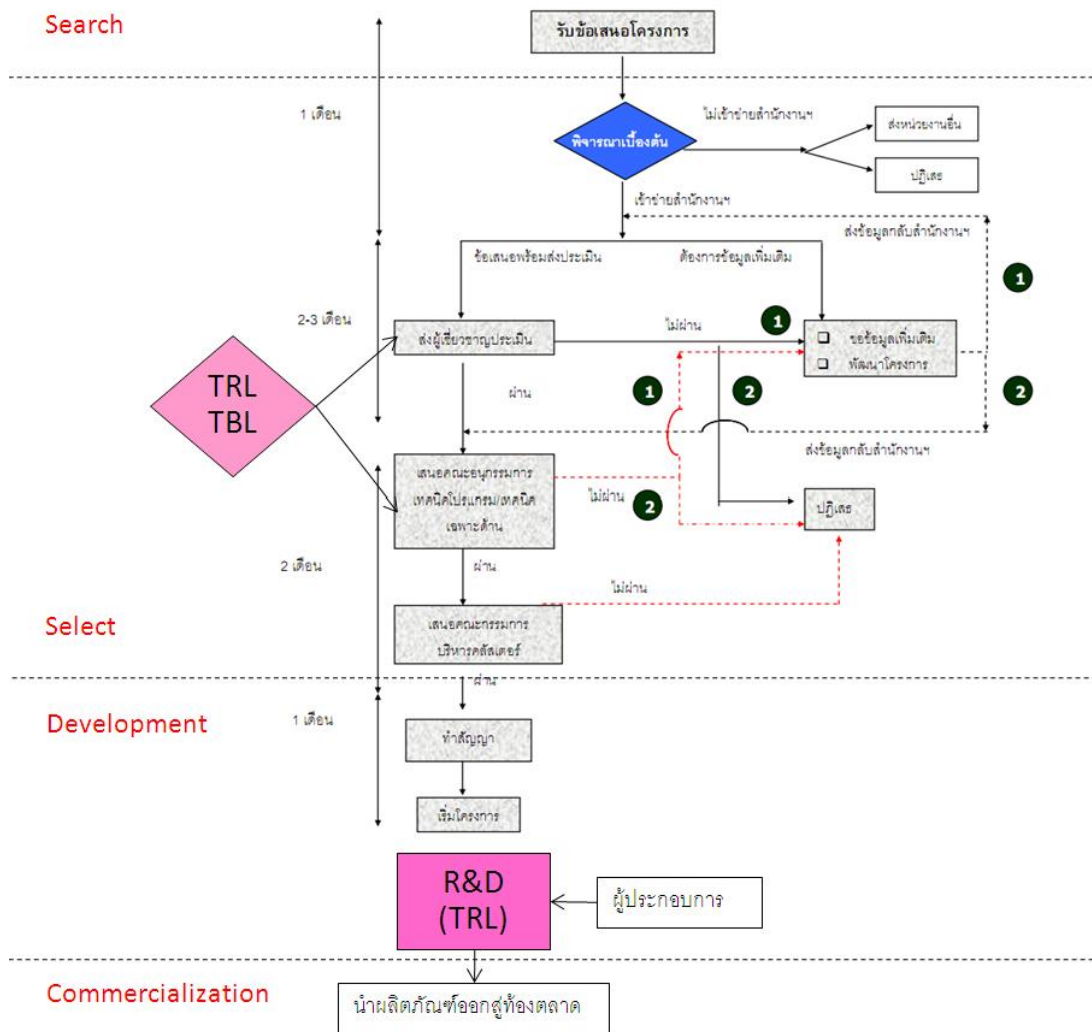 Search
รับข้อเสนอโครงการ
1 เดือน
ไม่เข้าข่ายสำนักงานฯ
ส่งหน่วยงานอื่น
พิจารณาเบื้องต้น
ปฏิเสธ
เข้าข่ายสำนักงานฯ
ส่งข้อมูลกลับสำนักงานฯ
ข้อเสนอพร้อมส่งประเมิน
ต้องการข้อมูลเพิ่มเติม
1
2-3 เดือน
ส่งผู้เชี่ยวชาญประเมิน
ไม่ผ่าน
1
ขอข้อมูลเพิ่มเติม
พัฒนาโครงการ
TRL
TBL
ผ่าน
1
2
2
ส่งข้อมูลกลับสำนักงานฯ
เสนอคณะอนุกรรมการ
เทคนิคโปรแกรม/เทคนิค
เฉพาะด้าน
ไม่ผ่าน
2
ปฏิเสธ
2 เดือน
ผ่าน
ไม่ผ่าน
Select
เสนอคณะกรรมการ
บริหารคลัสเตอร์
ผ่าน
Development
1 เดือน
ทำสัญญา
เริ่มโครงการ
R&D
(TRL)
ผู้ประกอบการ
Commercialization
นำผลิตภัณฑ์ออกสู่ท้องตลาด